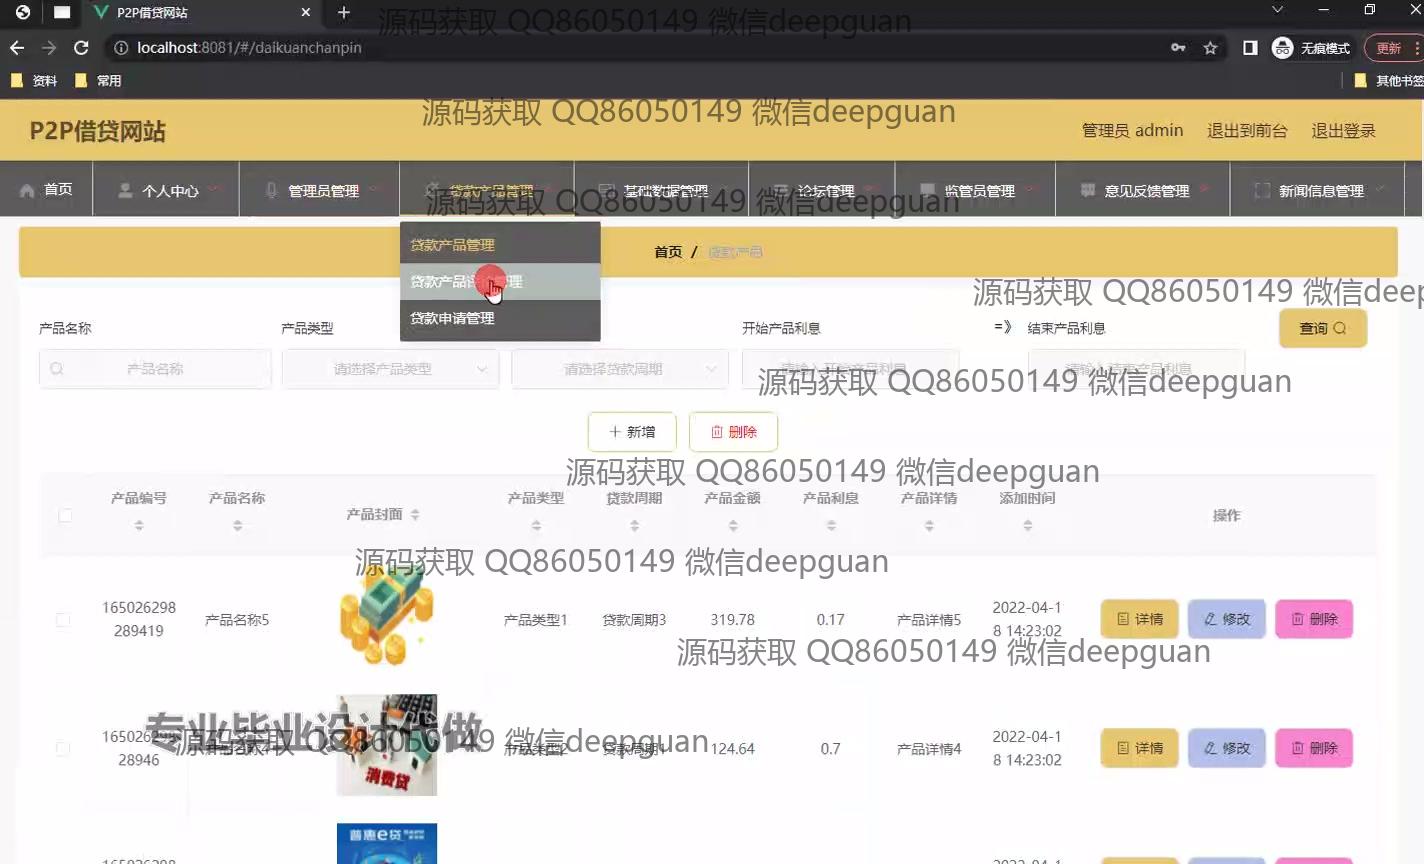 P2P借贷网站
源码获取 QQ86050149 微信deepguan
localhost:8081/#/daikuanchanpin
无痕模式
更新
资料
常用
其他书签
源码获取 QQ86050149 微信deepguan
P2P借贷网站
管理员 admin
退出到前台
退出登录
首页
个人中心
管理员管理
贷款产品管理
基础数据管理
论坛管理
监管员管理
意见反馈管理
新闻信息管理
源码获取 QQ86050149 微信deepguan
贷款产品管理
首页 / 贷款产品
贷款产品评论管理
源码获取 QQ86050149 微信deep
贷款申请管理
产品名称
产品类型
开始产品利息
=》
结束产品利息
查询
产品名称
请选择产品类型
请选择贷款周期
请输入开始产品利息
请输入结束产品利息
源码获取 QQ86050149 微信deepguan
新增
删除
源码获取 QQ86050149 微信deepguan
产品编号
产品名称
产品封面
产品类型
贷款周期
产品金额
产品利息
产品详情
添加时间
操作
源码获取 QQ86050149 微信deepguan
165026298
289419
产品名称5
产品类型1
贷款周期3
319.78
0.17
产品详情5
2022-04-1
8 14:23:02
详情
修改
删除
源码获取 QQ86050149 微信deepguan
专业毕业设计代做
源码获取 QQ86050149 微信deepguan
165026298
28946
产品名称4
消费贷
产品类型2
贷款周期1
124.64
0.7
产品详情4
2022-04-1
8 14:23:02
详情
修改
删除
普惠e贷
165026298
2022-04-1